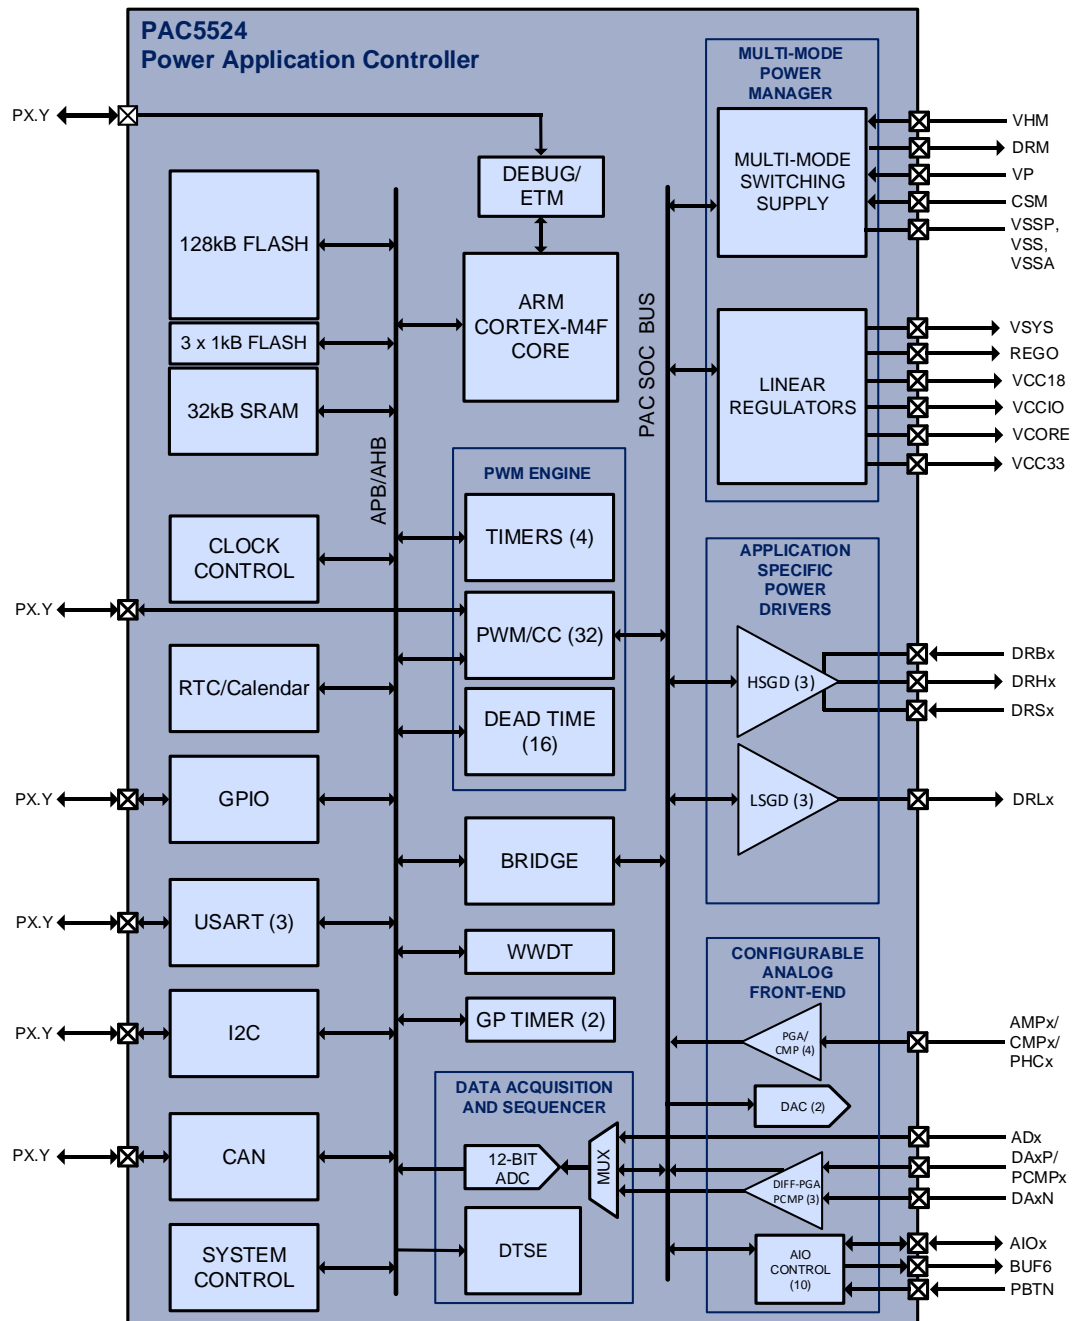 PAC5524
Power Application Controller
MULTI-MODE
POWER
MANAGER
PX.Y
DEBUG/
ETM
MULTI-MODE
SWITCHING
SUPPLY
VHM
DRM
VP
CSM
VSSP,
VSS,
VSSA
128kB FLASH
3 x 1kB FLASH
32kB SRAM
ARM
CORTEX-M4F
CORE
PAC SOC BUS
APB/AHB
LINEAR
REGULATORS
VSYS
REGO
VCC18
VCCIO
VCORE
VCC33
PWM ENGINE
TIMERS (4)
PWM/CC (32)
DEAD TIME
(16)
CLOCK
CONTROL
PX.Y
RTC/Calendar
APPLICATION
SPECIFIC
POWER
DRIVERS
HSGD (3)
DRBx
DRHx
DRSx
LSGD (3)
DRLx
PX.Y
GPIO
BRIDGE
PX.Y
USART (3)
WWDT
PX.Y
I2C
GP TIMER (2)
CONFIGURABLE
ANALOG
FRONT-END
PGA/
CMP (4)
AMPx/
CMPx/
PHCx
DAC (2)
DATA ACQUISITION
AND SEQUENCER
12-BIT
ADC
MUX
DTSE
PX.Y
CAN
SYSTEM
CONTROL
DIFF-PGA
PCMP (3)
ADx
DAxP/
PCMPx
DAxN
AIO
CONTROL
(10)
AIOx
BUF6
PBTN